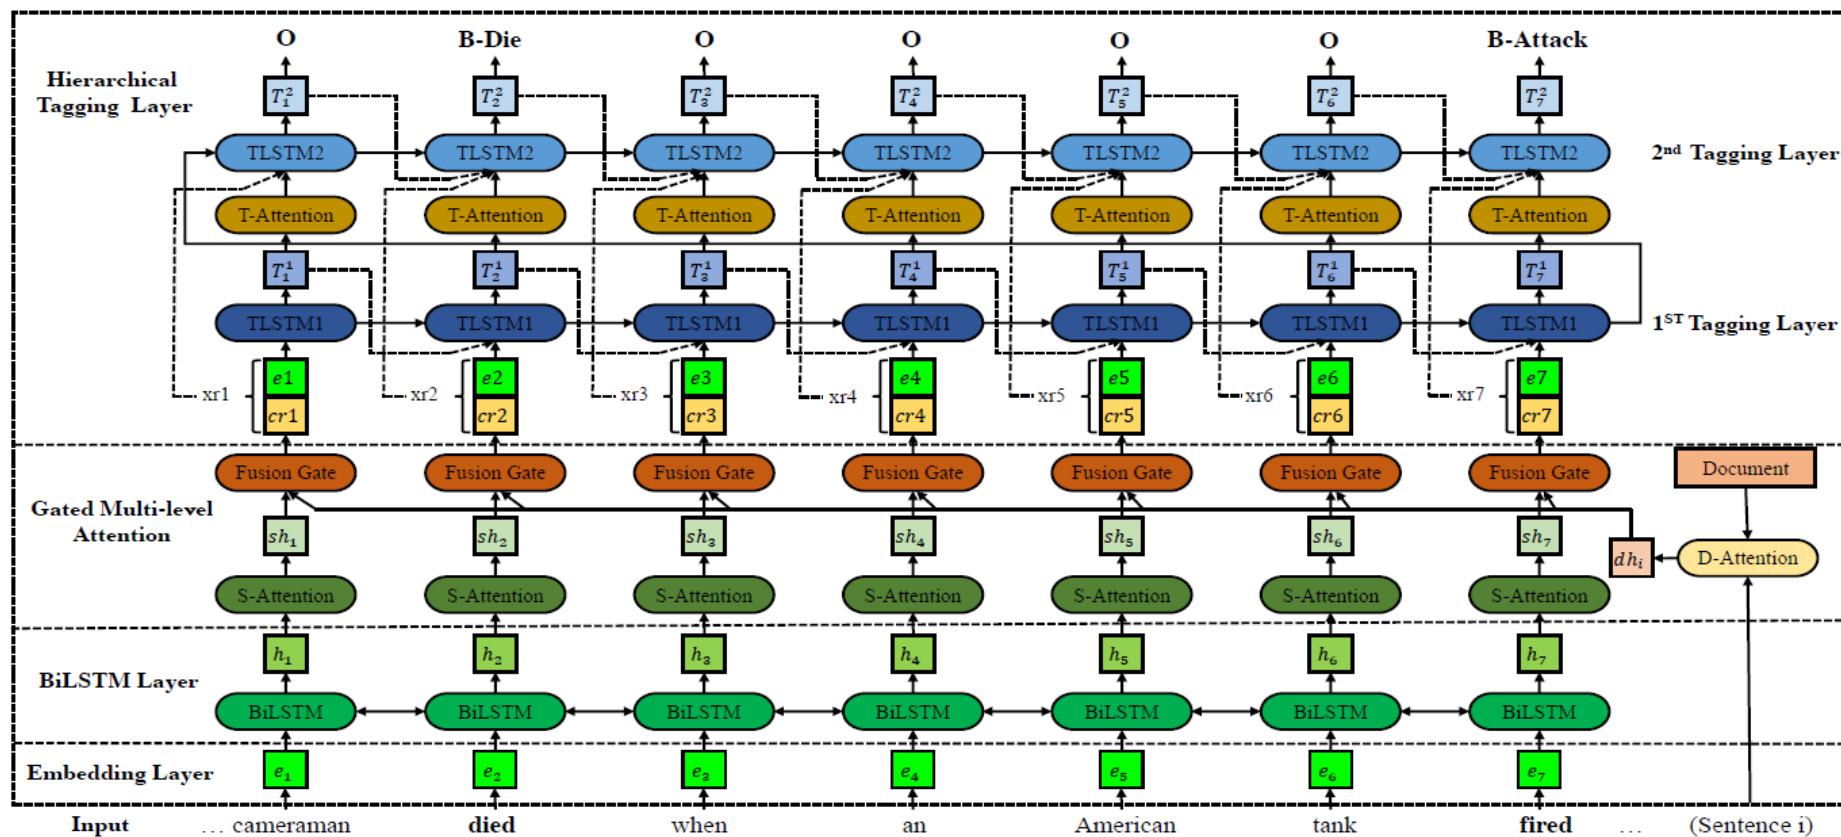 O B-Die O O O O B-Attack
Hierarchical
Tagging Layer
T₁² T₂² T₃² T₄² T₅² T₆² T₇²
TLSTM2 TLSTM2 TLSTM2 TLSTM2 TLSTM2 TLSTM2 TLSTM2 2ⁿᵈ Tagging Layer
T-Attention T-Attention T-Attention T-Attention T-Attention T-Attention T-Attention
T₁¹ T₂¹ T₃¹ T₄¹ T₅¹ T₆¹ T₇¹
TLSTM1 TLSTM1 TLSTM1 TLSTM1 TLSTM1 TLSTM1 TLSTM1 1ˢᵀ Tagging Layer
e1 e2 e3 e4 e5 e6 e7
xr1 xr2 xr3 xr4 xr5 xr6 xr7
cr1 cr2 cr3 cr4 cr5 cr6 cr7
Fusion Gate Fusion Gate Fusion Gate Fusion Gate Fusion Gate Fusion Gate Fusion Gate Document
Gated Multi-level
Attention
sh₁ sh₂ sh₃ sh₄ sh₅ sh₆ sh₇
dhᵢ D-Attention
S-Attention S-Attention S-Attention S-Attention S-Attention S-Attention S-Attention
h₁ h₂ h₃ h₄ h₅ h₆ h₇
BiLSTM Layer
BiLSTM BiLSTM BiLSTM BiLSTM BiLSTM BiLSTM BiLSTM
Embedding Layer e₁ e₂ e₃ e₄ e₅ e₆ e₇
Input … cameraman died when an American tank fired … (Sentence i)